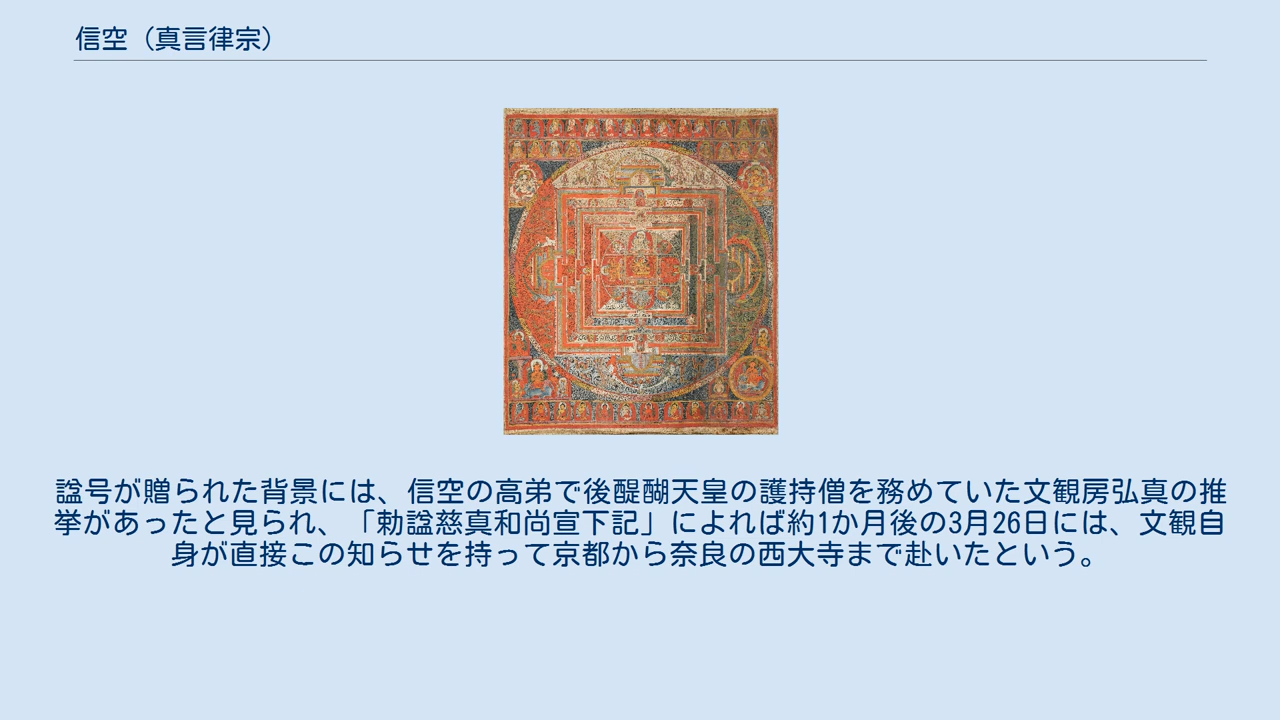 信空（真言律宗）
諡号が贈られた背景には、信空の高弟で後醍醐天皇の護持僧を務めていた文観房弘真の推
挙があったと見られ、「勅諡慈真和尚宣下記」によれば約1か月後の3月26日には、文観自
身が直接この知らせを持って京都から奈良の西大寺まで赴いたという。